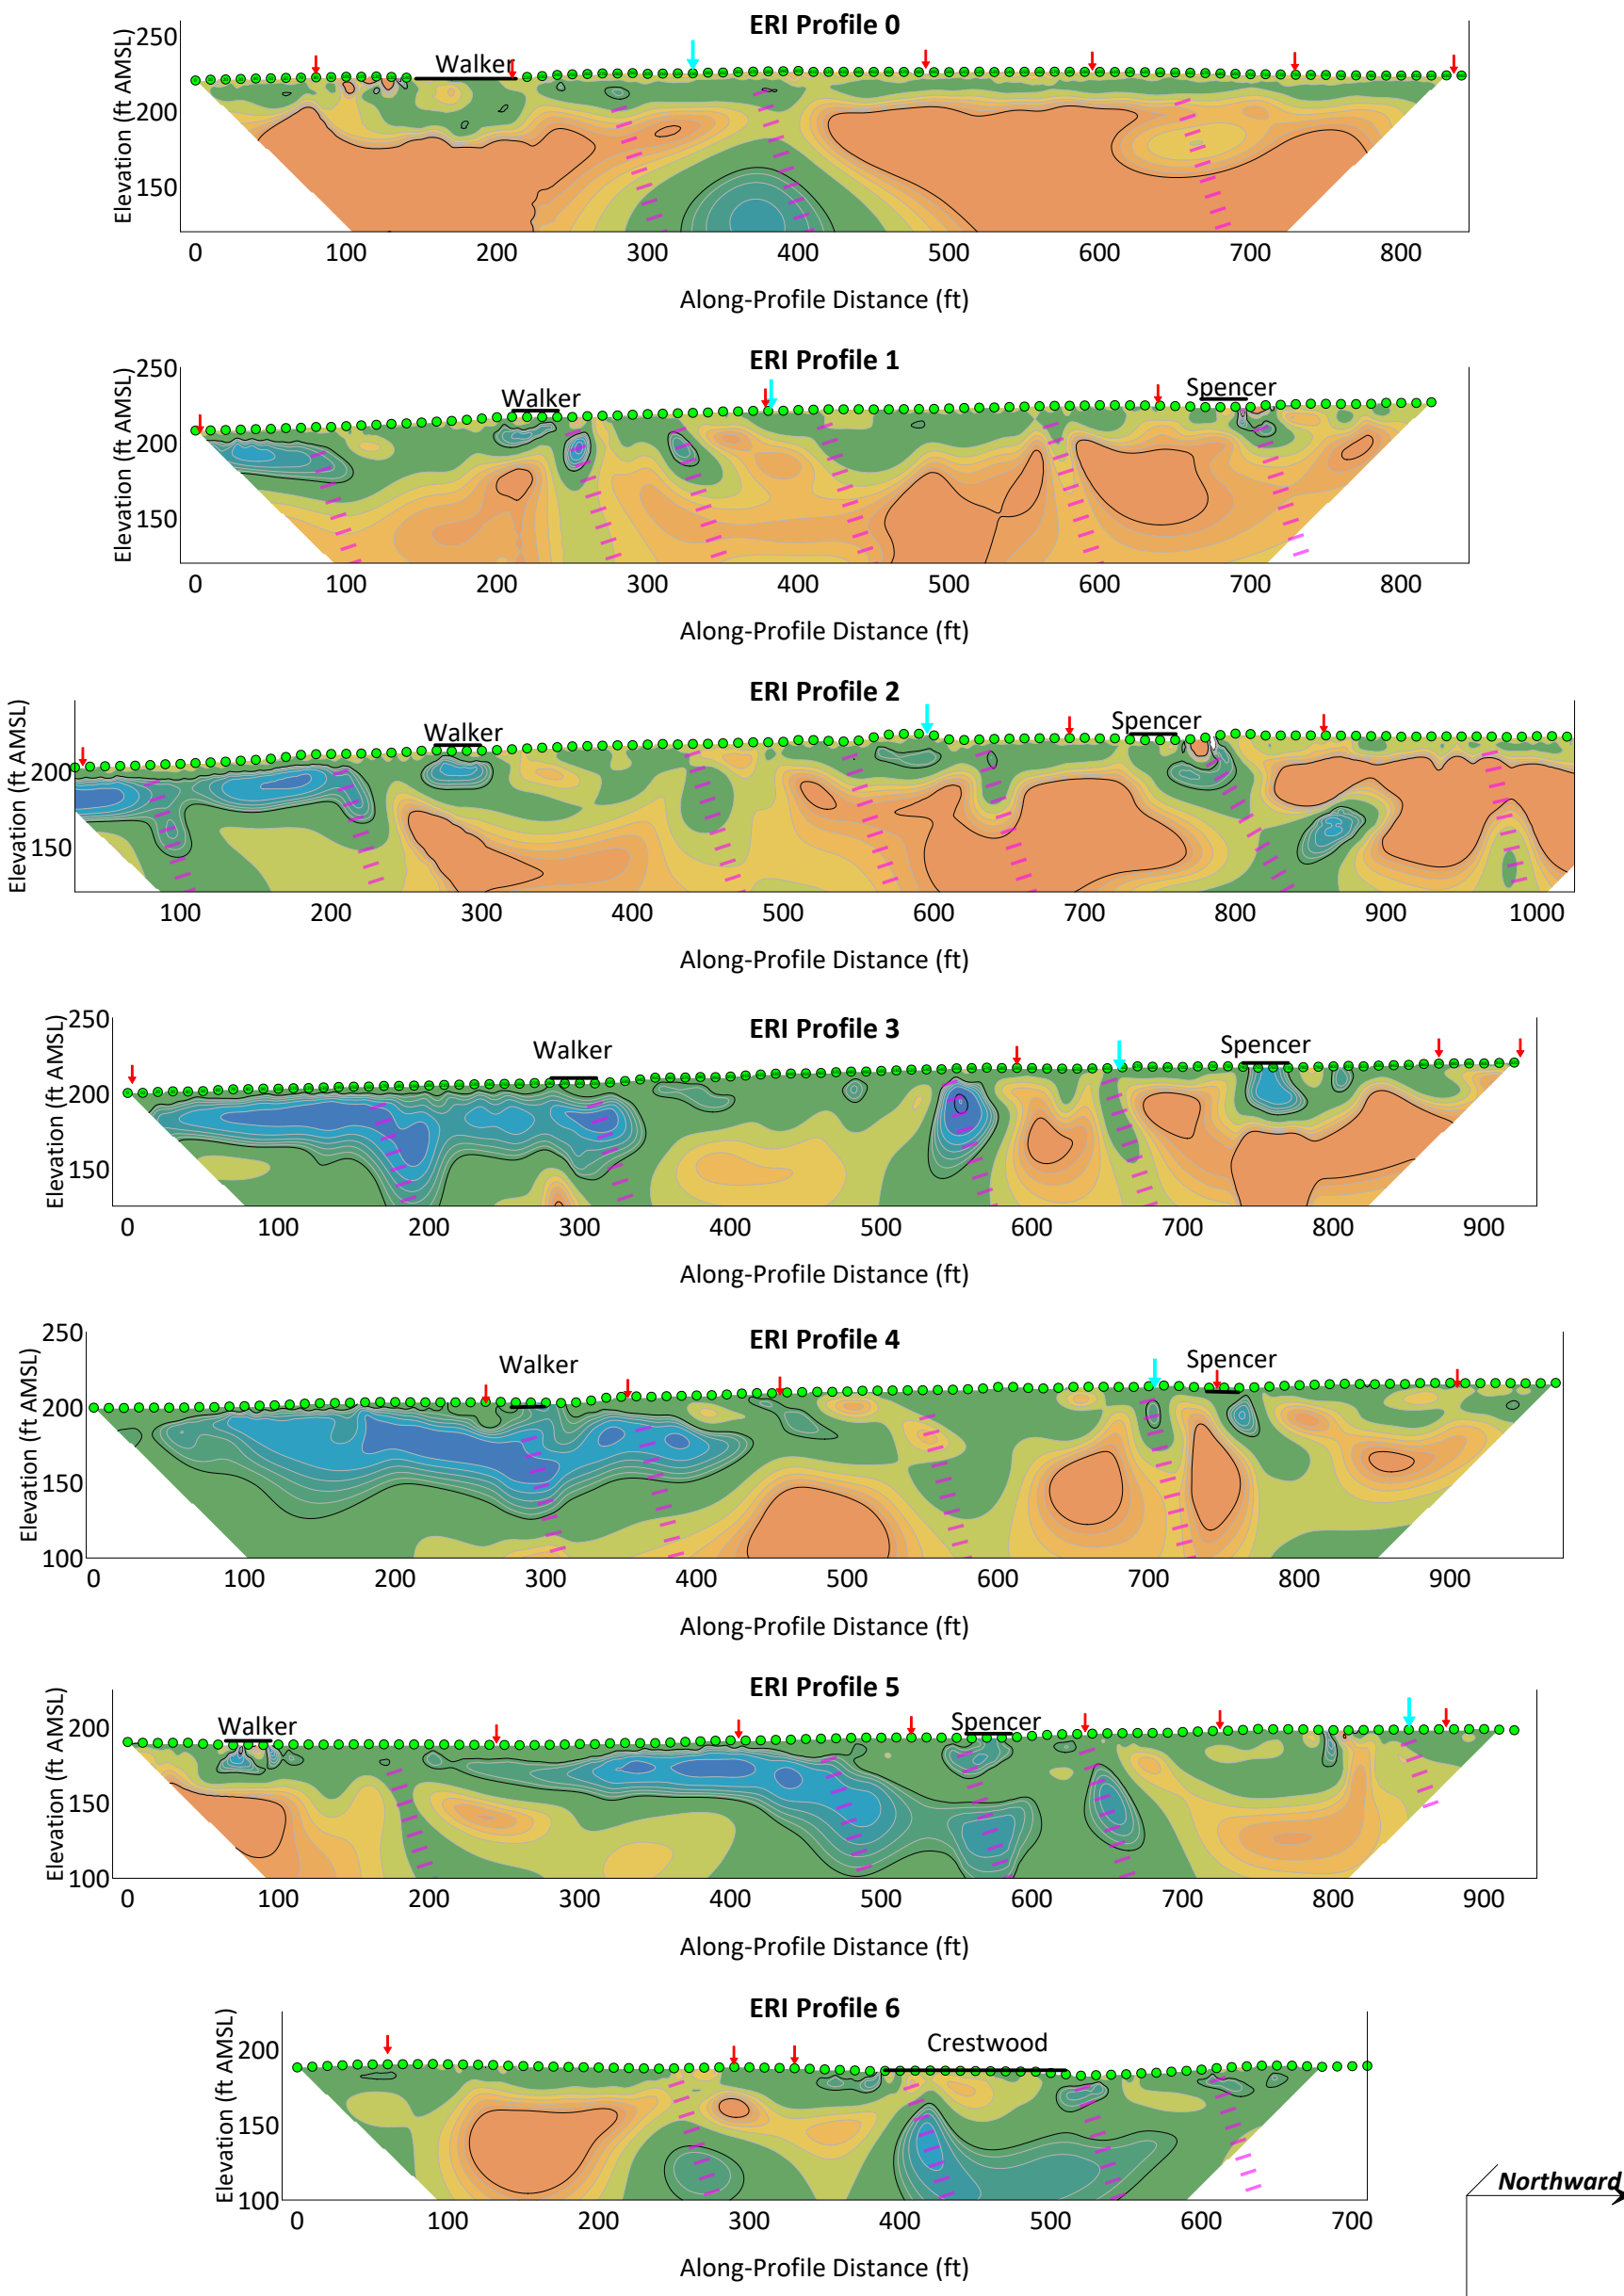 ERI Profile 0
Elevation (ft AMSL)
250
200
150
Walker
0 100 200 300 400 500 600 700 800
Along-Profile Distance (ft)
ERI Profile 1
Elevation (ft AMSL)
250
200
150
Walker Spencer
0 100 200 300 400 500 600 700 800
Along-Profile Distance (ft)
ERI Profile 2
Elevation (ft AMSL)
200
150
Walker Spencer
100 200 300 400 500 600 700 800 900 1000
Along-Profile Distance (ft)
ERI Profile 3
Elevation (ft AMSL)
250
200
150
Walker Spencer
0 100 200 300 400 500 600 700 800 900
Along-Profile Distance (ft)
ERI Profile 4
Elevation (ft AMSL)
250
200
150
100
Walker Spencer
0 100 200 300 400 500 600 700 800 900
Along-Profile Distance (ft)
ERI Profile 5
Elevation (ft AMSL)
200
150
100
Walker Spencer
0 100 200 300 400 500 600 700 800 900
Along-Profile Distance (ft)
ERI Profile 6
Elevation (ft AMSL)
200
150
100
Crestwood
0 100 200 300 400 500 600 700
Along-Profile Distance (ft)
Northward